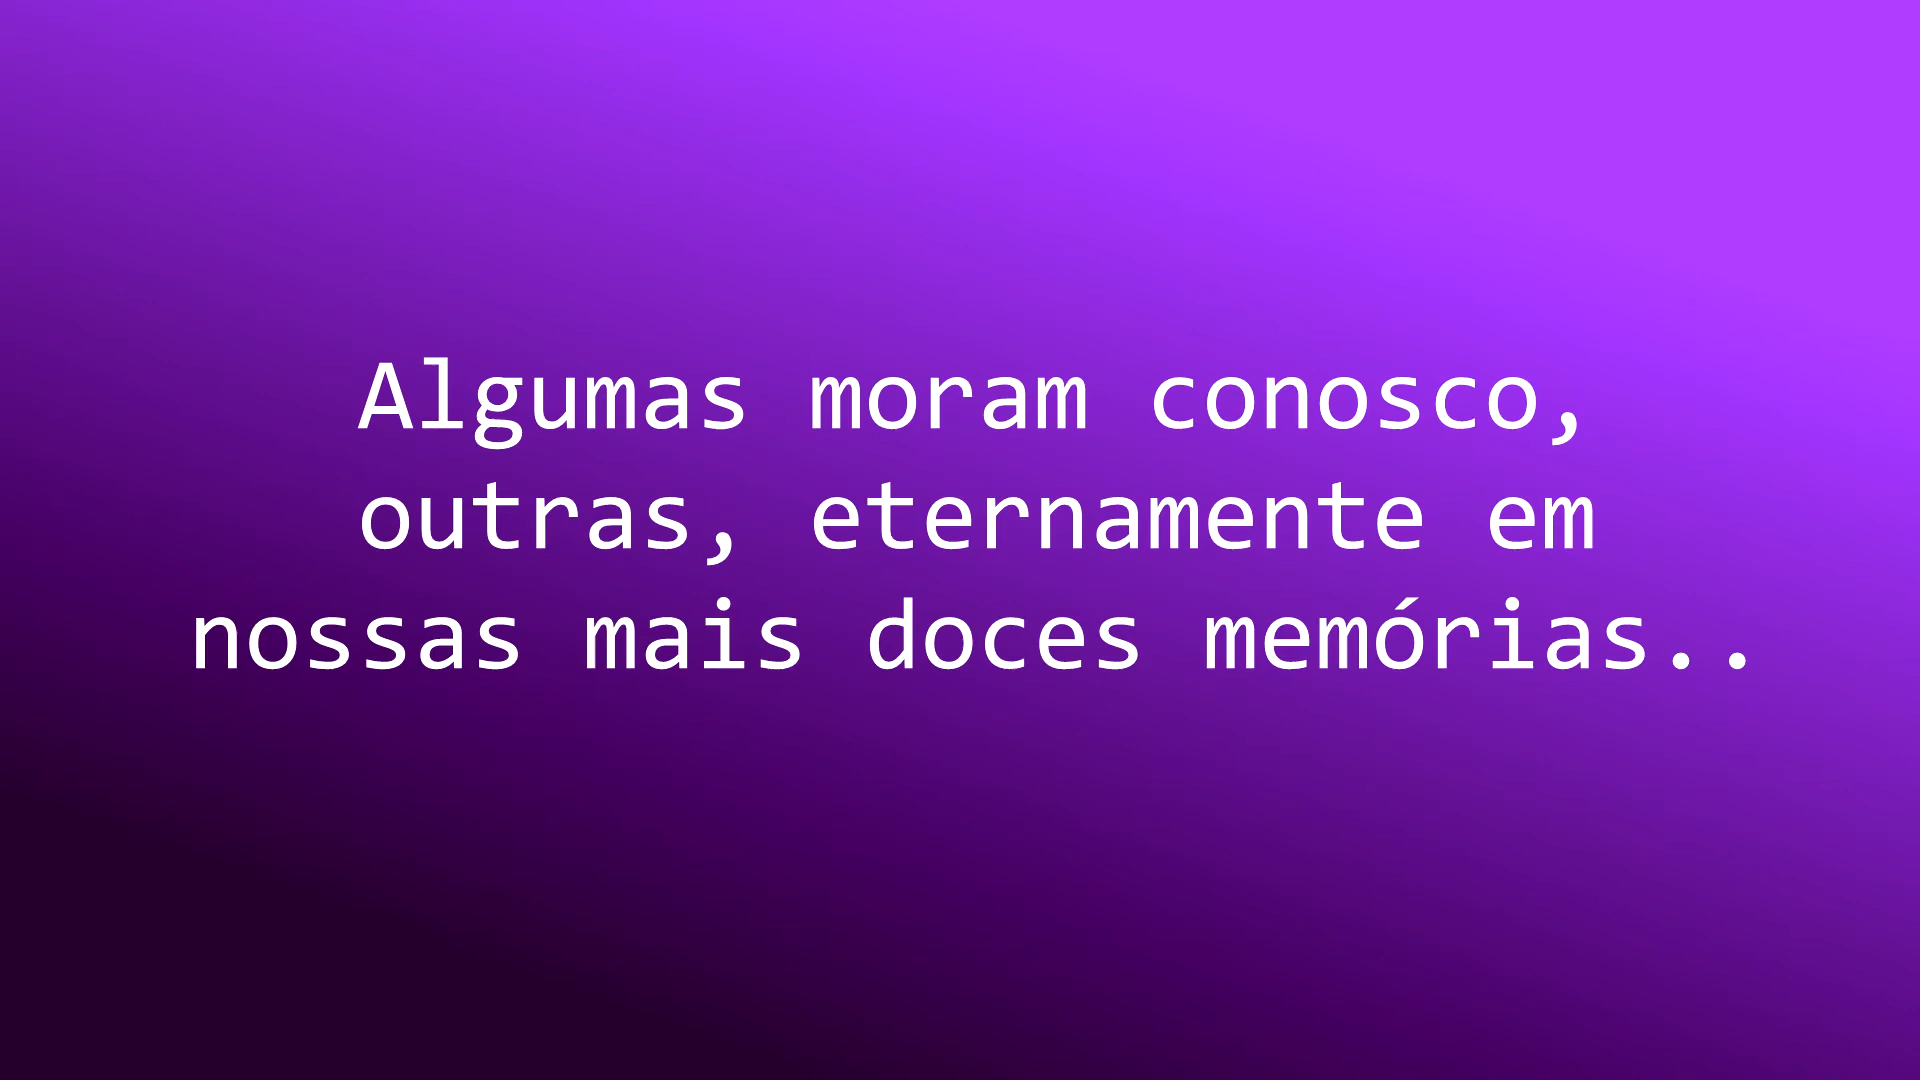 Algumas moram conosco,
outras, eternamente em
nossas mais doces memórias..